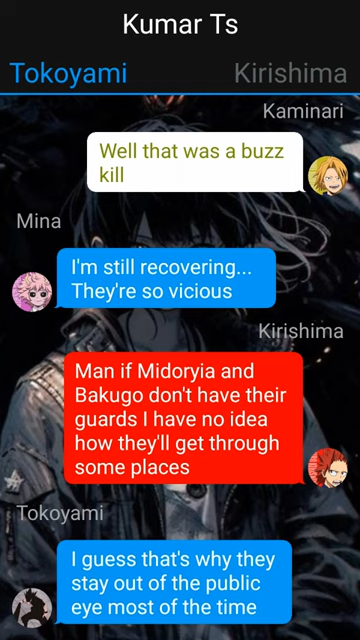 Kumar Ts
Tokoyami
Kirishima
Kaminari
Well that was a buzz
kill
Mina
I'm still recovering...
They're so vicious
Kirishima
Man if Midoryia and
Bakugo don't have their
guards I have no idea
how they'll get through
some places
Tokoyami
I guess that's why they
stay out of the public
eye most of the time